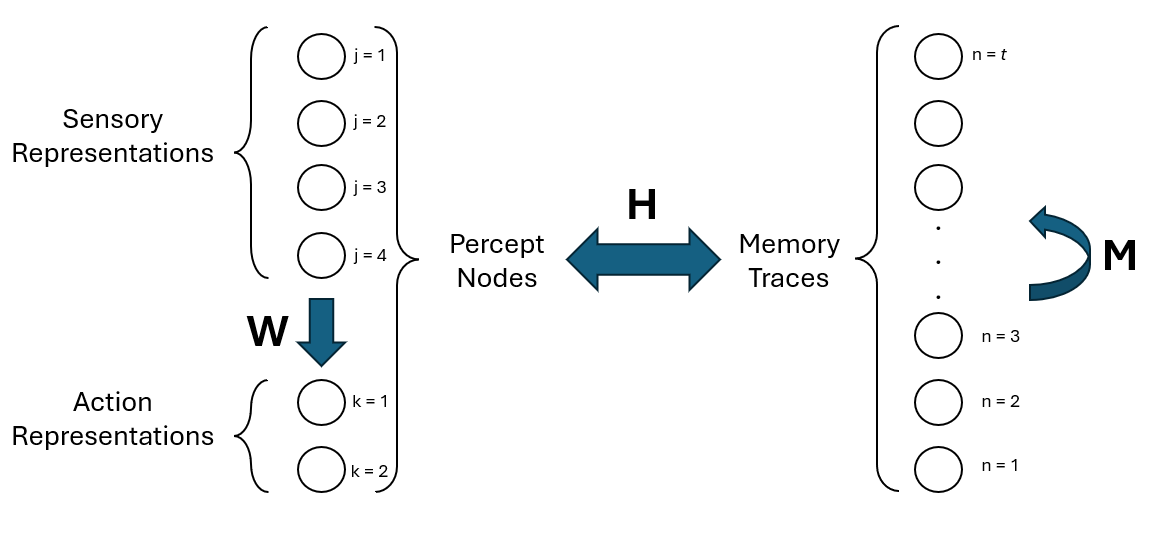 Sensory
Representations
j = 1
j = 2
j = 3
j = 4
W
Action
Representations
k = 1
k = 2
Percept
Nodes
H
Memory
Traces
n = t
.
.
.
n = 3
n = 2
n = 1
M